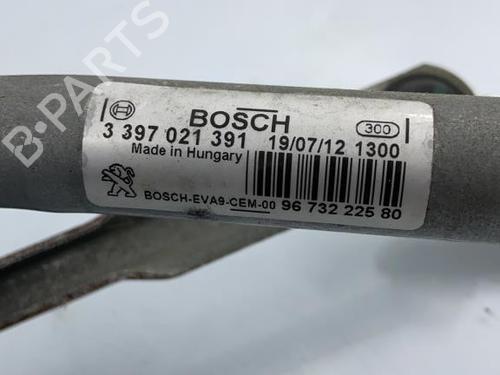 BOSCH
300
3 397 021 391 19/07/12 1300
Made in Hungary
BOSCH-EVA9-CEM-00 96 732 225 80
B-PARTS